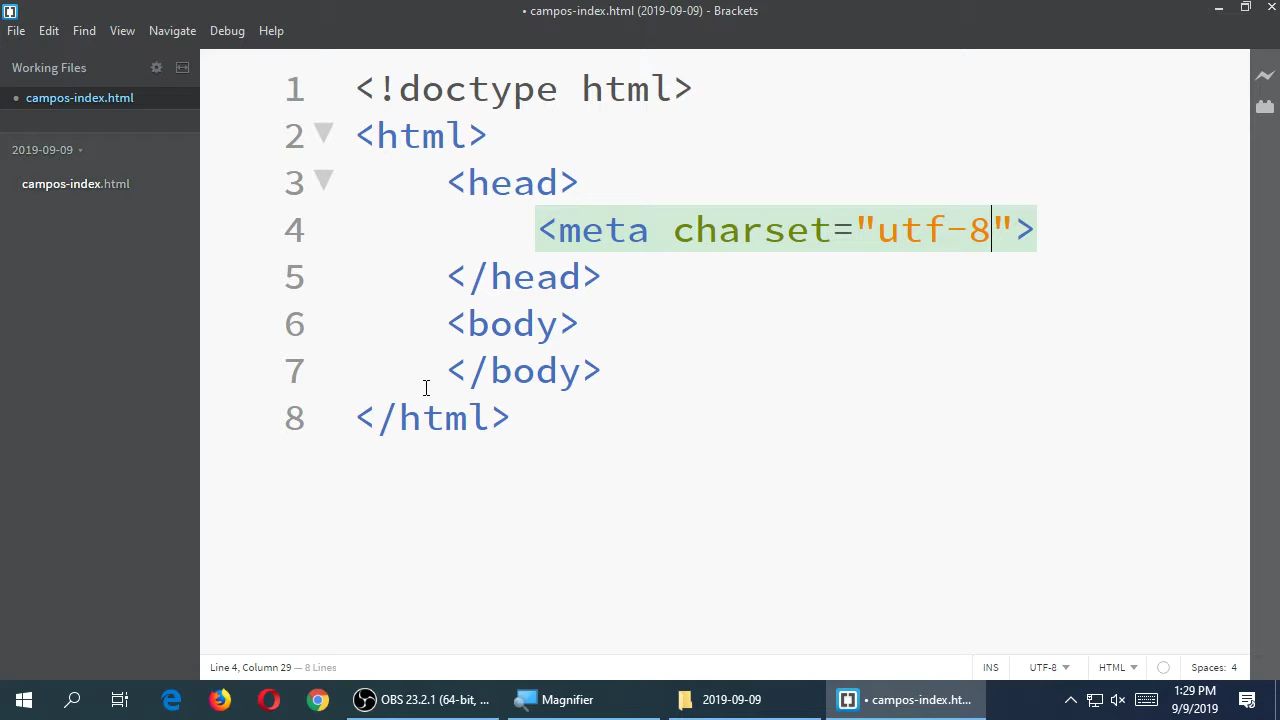 • campos-index.html (2019-09-09) - Brackets
File Edit Find View Navigate Debug Help
Working Files
• campos-index.html
2019-09-09
campos-index.html
1 <!doctype html>
2 <html>
3 <head>
4 <meta charset="utf-8">
5 </head>
6 <body>
7 </body>
8 </html>
Line 4, Column 29 — 8 Lines
INS UTF-8 HTML Spaces: 4
OBS 23.2.1 (64-bit, ... Magnifier 2019-09-09 • campos-index.ht...
1:29 PM
9/9/2019